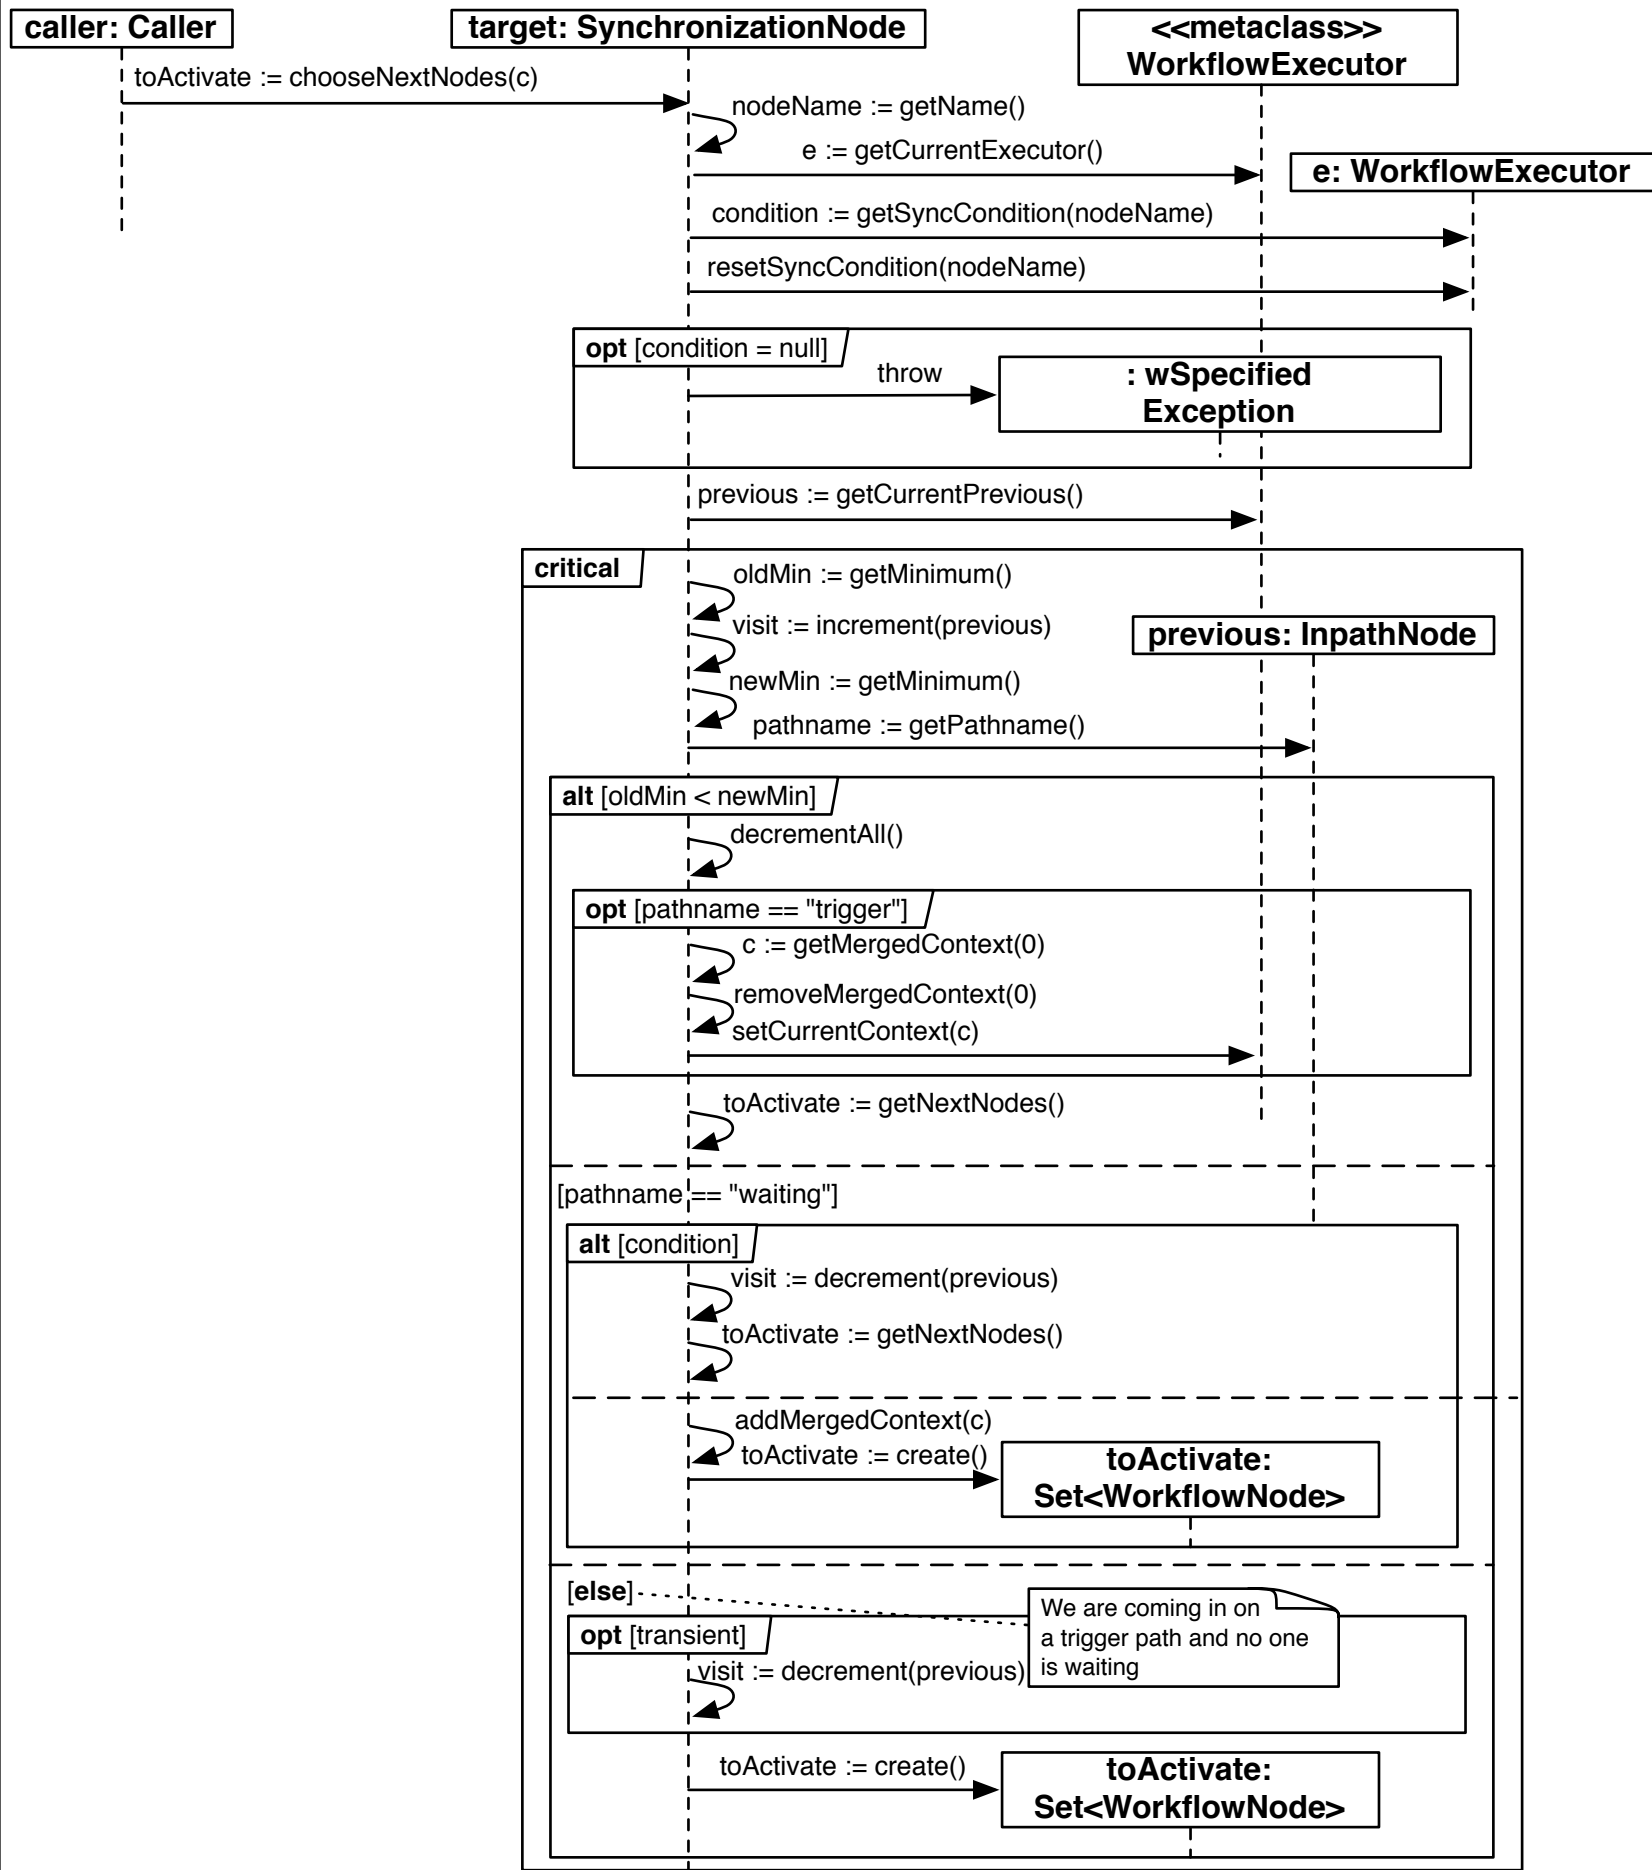 caller: Caller
target: SynchronizationNode
<<metaclass>>
WorkflowExecutor
toActivate := chooseNextNodes(c)
nodeName := getName()
e := getCurrentExecutor()
e: WorkflowExecutor
condition := getSyncCondition(nodeName)
resetSyncCondition(nodeName)
opt [condition = null]
throw
: wSpecified
Exception
previous := getCurrentPrevious()
critical
oldMin := getMinimum()
visit := increment(previous)
previous: InpathNode
newMin := getMinimum()
pathname := getPathname()
alt [oldMin < newMin]
decrementAll()
opt [pathname == "trigger"]
c := getMergedContext(0)
removeMergedContext(0)
setCurrentContext(c)
toActivate := getNextNodes()
[pathname == "waiting"]
alt [condition]
visit := decrement(previous)
toActivate := getNextNodes()
addMergedContext(c)
toActivate := create()
toActivate:
Set<WorkflowNode>
[else]
We are coming in on
a trigger path and no one
is waiting
opt [transient]
visit := decrement(previous)
toActivate := create()
toActivate:
Set<WorkflowNode>